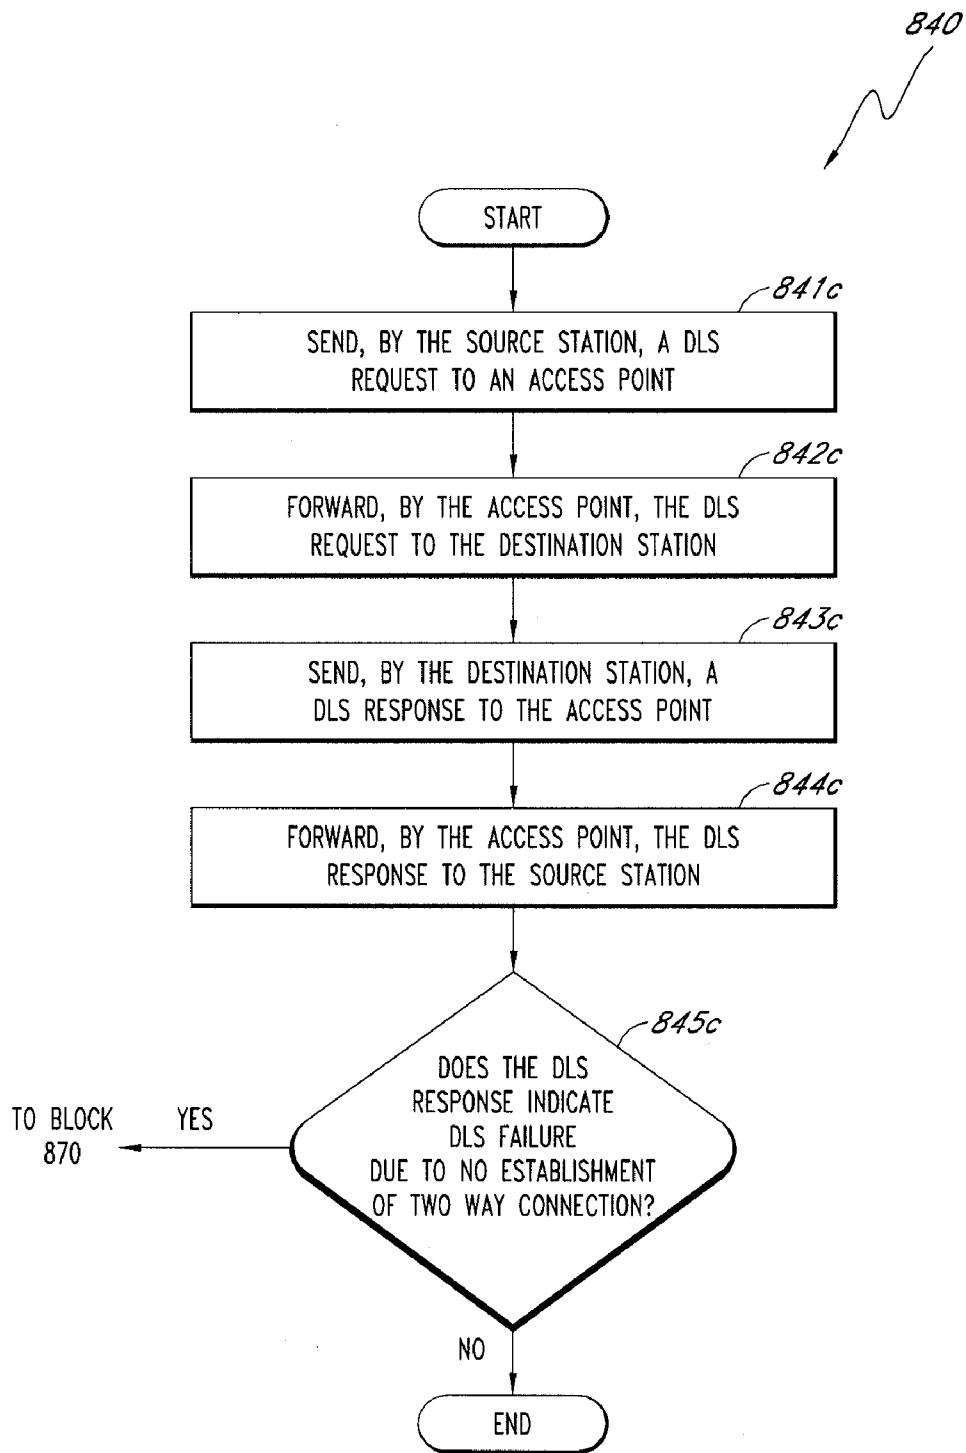 840
START
841c
SEND, BY THE SOURCE STATION, A DLS
REQUEST TO AN ACCESS POINT
842c
FORWARD, BY THE ACCESS POINT, THE DLS
REQUEST TO THE DESTINATION STATION
843c
SEND, BY THE DESTINATION STATION, A
DLS RESPONSE TO THE ACCESS POINT
844c
FORWARD, BY THE ACCESS POINT, THE DLS
RESPONSE TO THE SOURCE STATION
845c
DOES THE DLS
RESPONSE INDICATE
DLS FAILURE
DUE TO NO ESTABLISHMENT
OF TWO WAY CONNECTION?
YES
TO BLOCK
870
NO
END